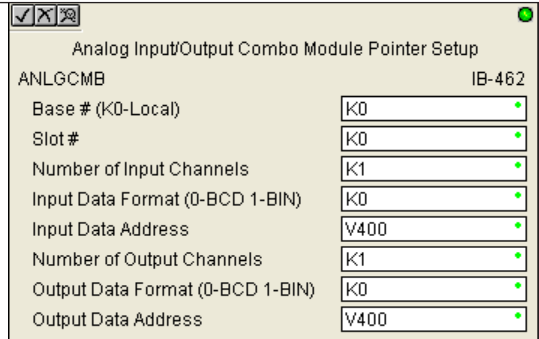 Analog Input/Output Combo Module Pointer Setup
ANLGCMB IB-462
Base # (K0-Local) K0
Slot # K0
Number of Input Channels K1
Input Data Format (0-BCD 1-BIN) K0
Input Data Address V400
Number of Output Channels K1
Output Data Format (0-BCD 1-BIN) K0
Output Data Address V400